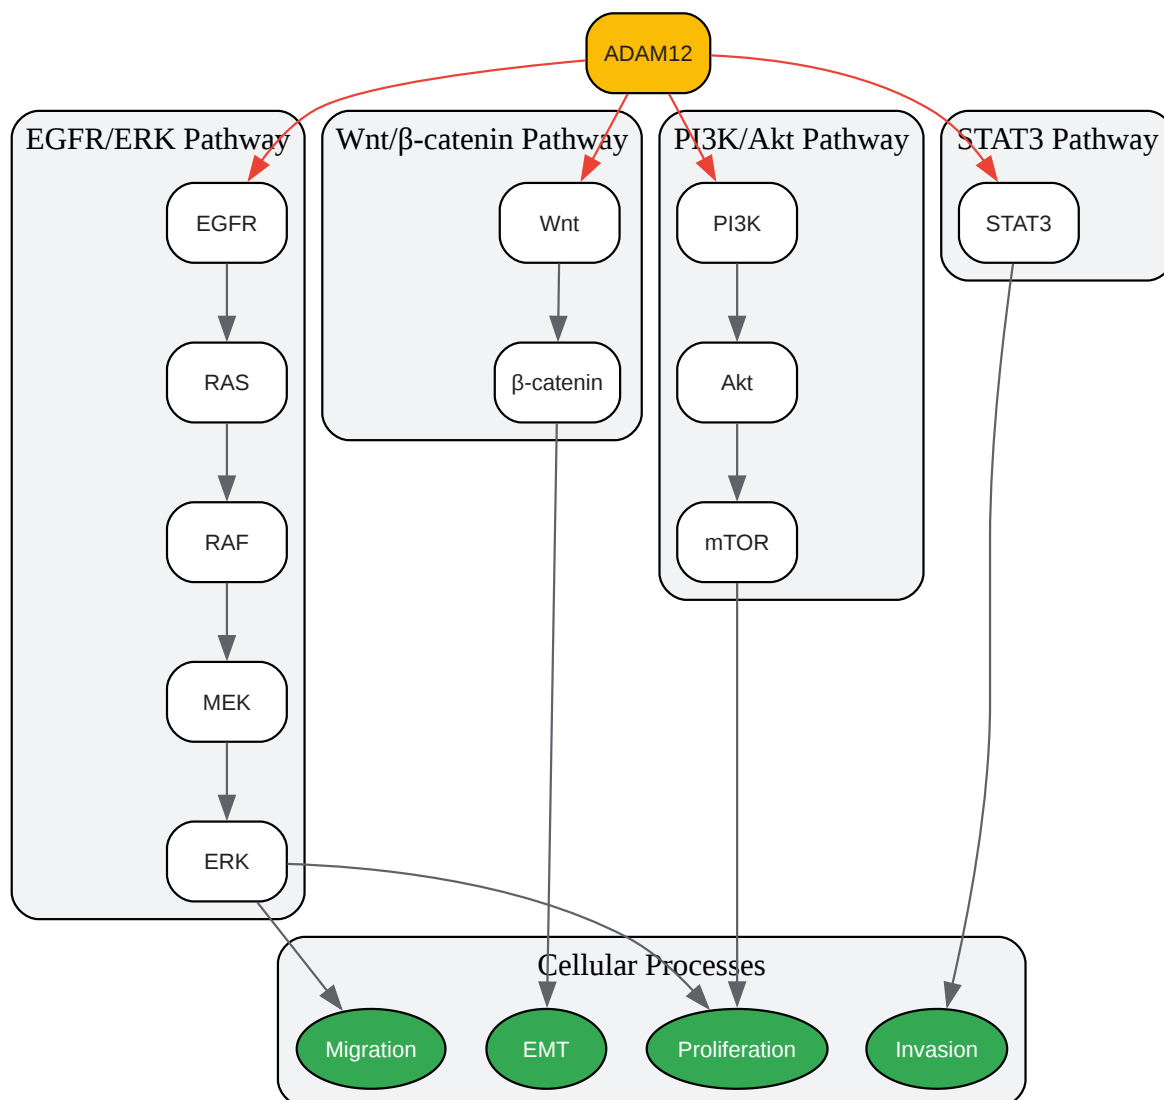 ADAM12
EGFR/ERK Pathway
Wnt/β-catenin Pathway
PI3K/Akt Pathway
STAT3 Pathway
EGFR
Wnt
PI3K
STAT3
RAS
β-catenin
Akt
RAF
mTOR
MEK
ERK
Cellular Processes
Migration
EMT
Proliferation
Invasion